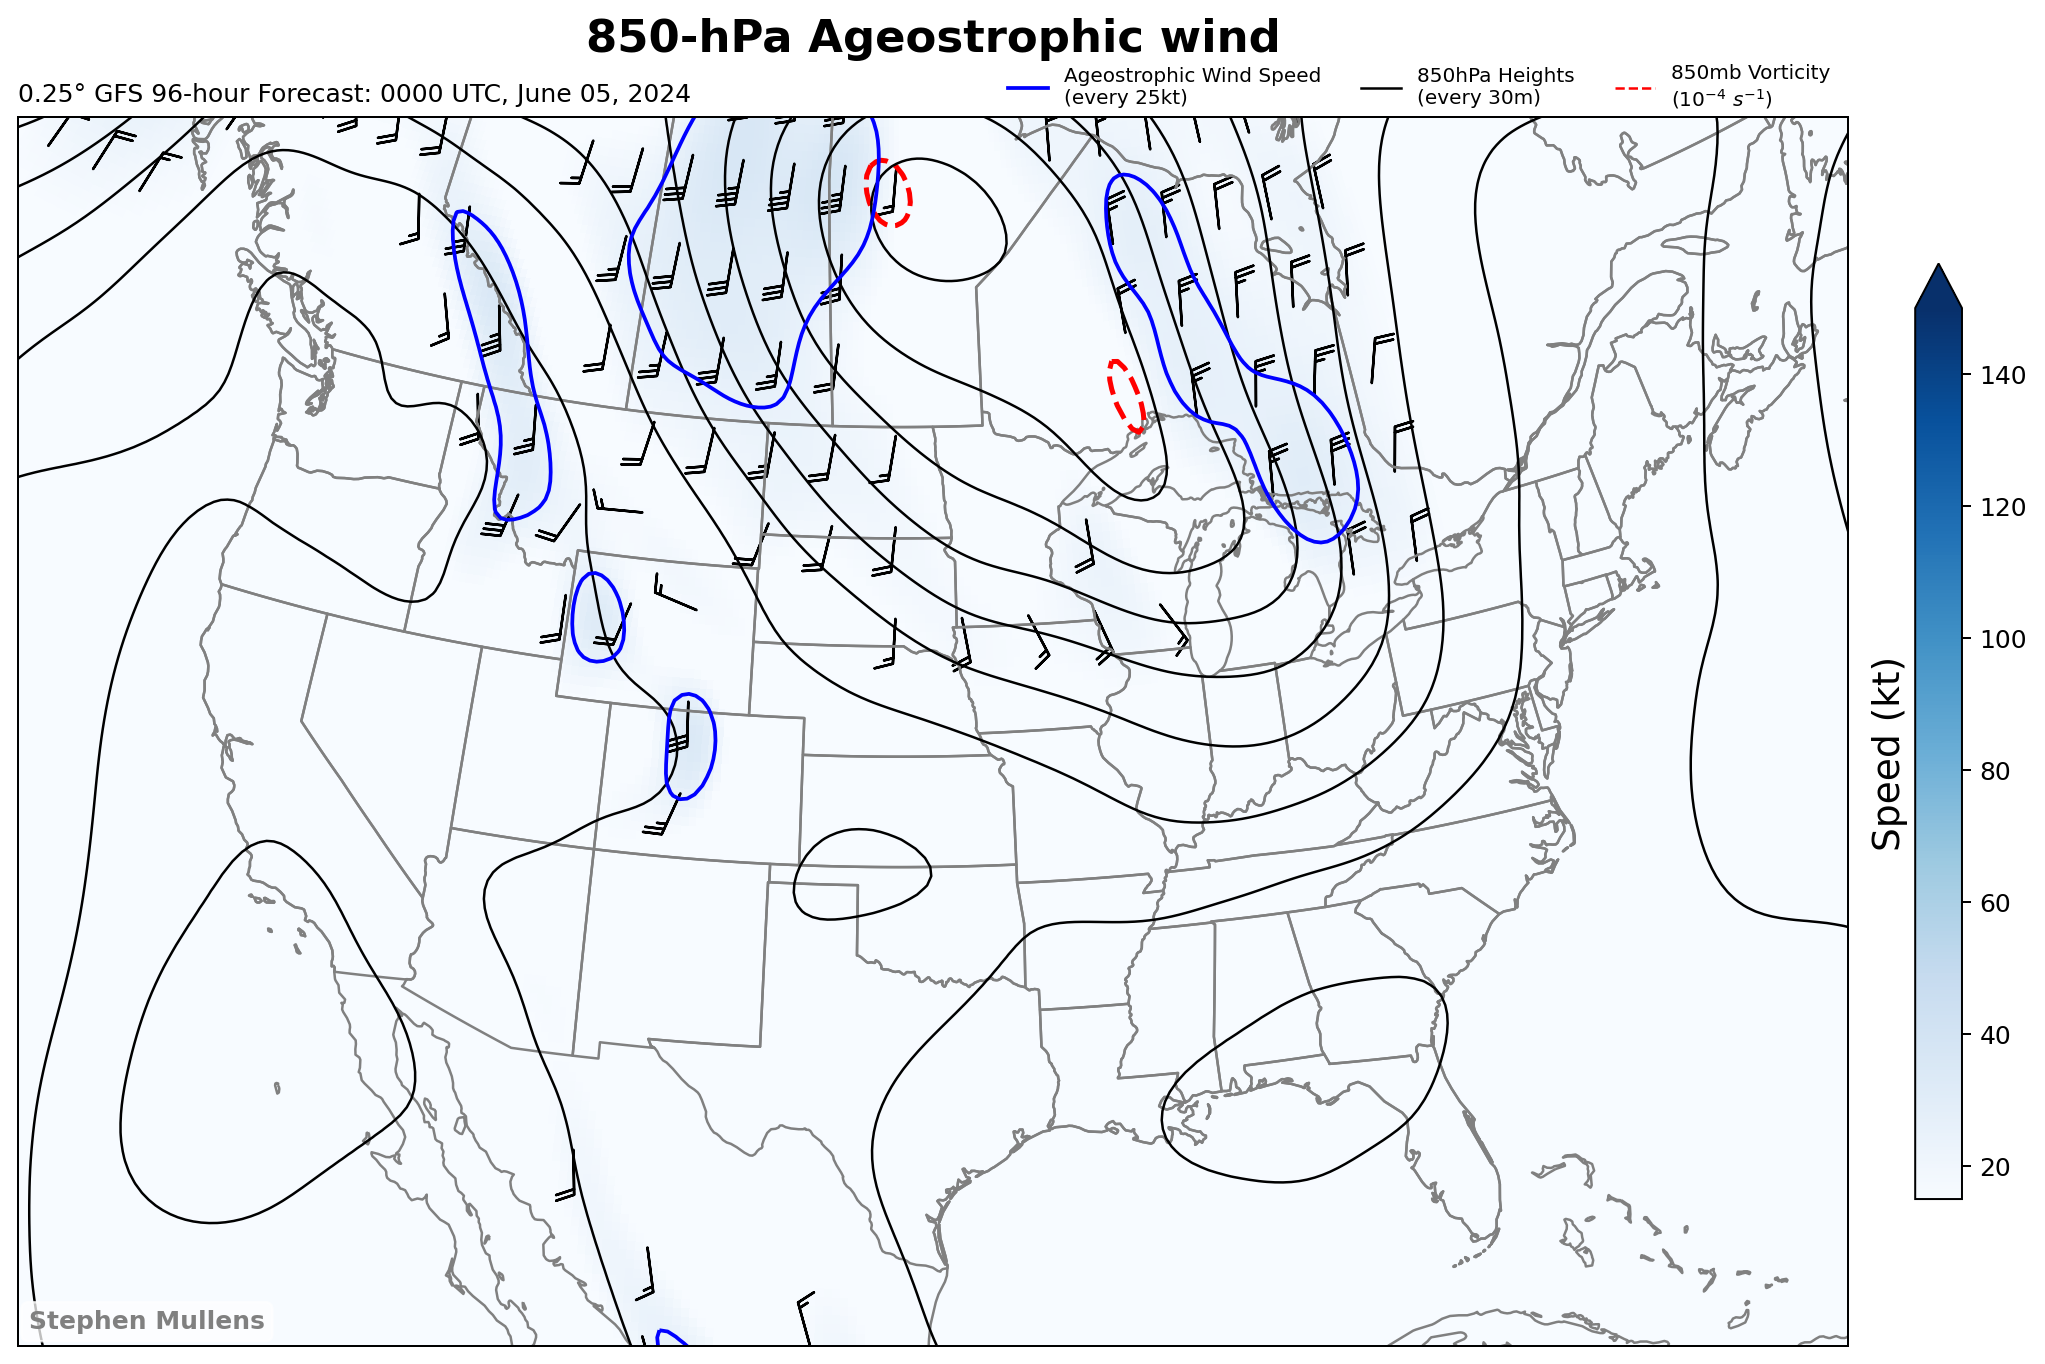 850-hPa Ageostrophic wind
0.25° GFS 96-hour Forecast: 0000 UTC, June 05, 2024
Ageostrophic Wind Speed
(every 25kt)
850hPa Heights
(every 30m)
850mb Vorticity
(10⁻⁴ s⁻¹)
140
120
100
80
60
40
20
Speed (kt)
Stephen Mullens